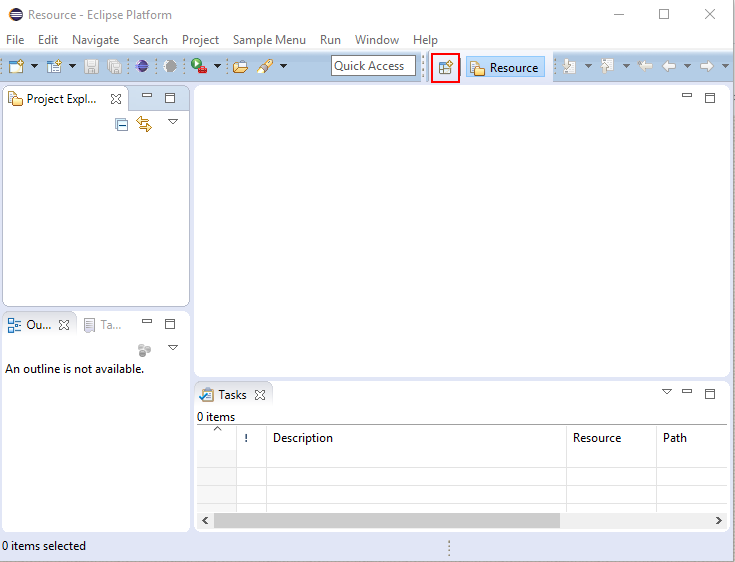 Resource - Eclipse Platform
File Edit Navigate Search Project Sample Menu Run Window Help
Quick Access Resource
Project Expl...
Ou... Ta...
An outline is not available.
Tasks
0 items
! Description Resource Path
0 items selected